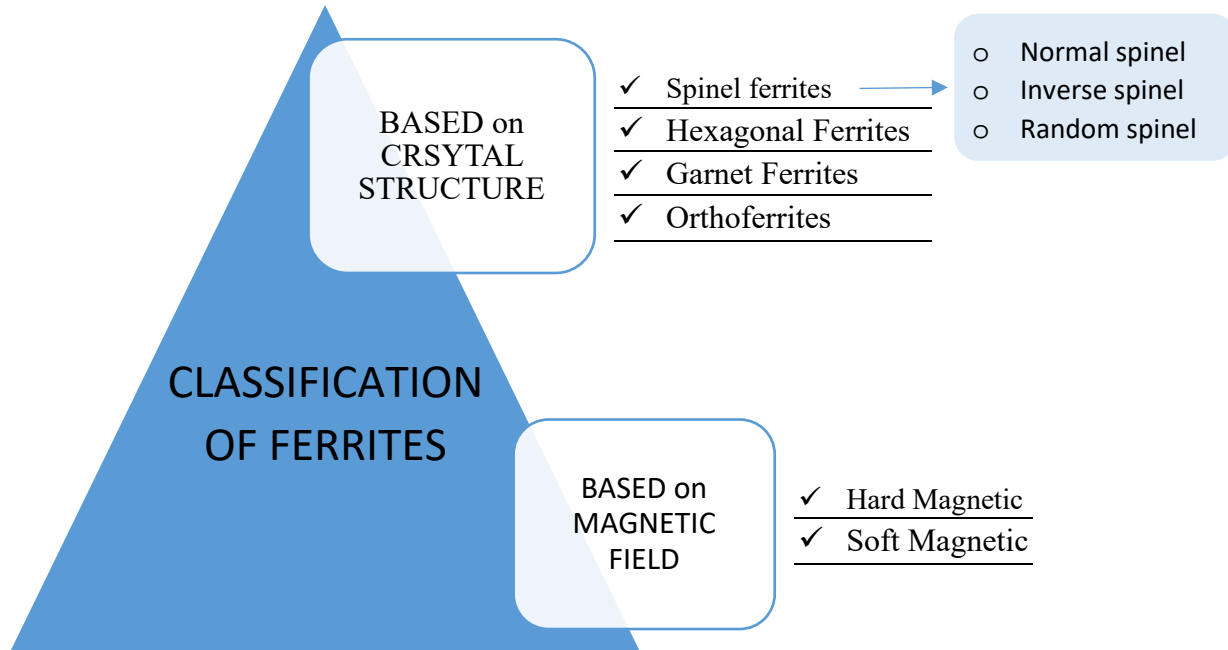 BASED on
CRSYTAL
STRUCTURE
✓ Spinel ferrites
✓ Hexagonal Ferrites
✓ Garnet Ferrites
✓ Orthoferrites
o Normal spinel
o Inverse spinel
o Random spinel
CLASSIFICATION
OF FERRITES
BASED on
MAGNETIC
FIELD
✓ Hard Magnetic
✓ Soft Magnetic